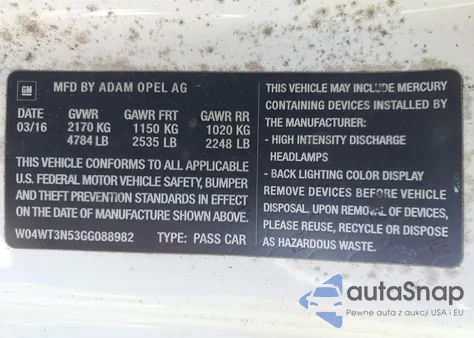 GM
MFD BY ADAM OPEL AG
DATE GVWR GAWR FRT GAWR RR
03/16 2170 KG 1150 KG 1020 KG
4784 LB 2535 LB 2248 LB
THIS VEHICLE CONFORMS TO ALL APPLICABLE
U.S. FEDERAL MOTOR VEHICLE SAFETY, BUMPER
AND THEFT PREVENTION STANDARDS IN EFFECT
ON THE DATE OF MANUFACTURE SHOWN ABOVE.
W04WT3N53GG088982 TYPE: PASS CAR
THIS VEHICLE MAY INCLUDE MERCURY
CONTAINING DEVICES INSTALLED BY
THE MANUFACTURER:
- HIGH INTENSITY DISCHARGE
HEADLAMPS
- BACK LIGHTING COLOR DISPLAY
REMOVE DEVICES BEFORE VEHICLE
DISPOSAL. UPON REMOVAL OF DEVICES,
PLEASE REUSE, RECYCLE OR DISPOSE
AS HAZARDOUS WASTE.
autoSnap
Pewne auta z aukcji USA i EU